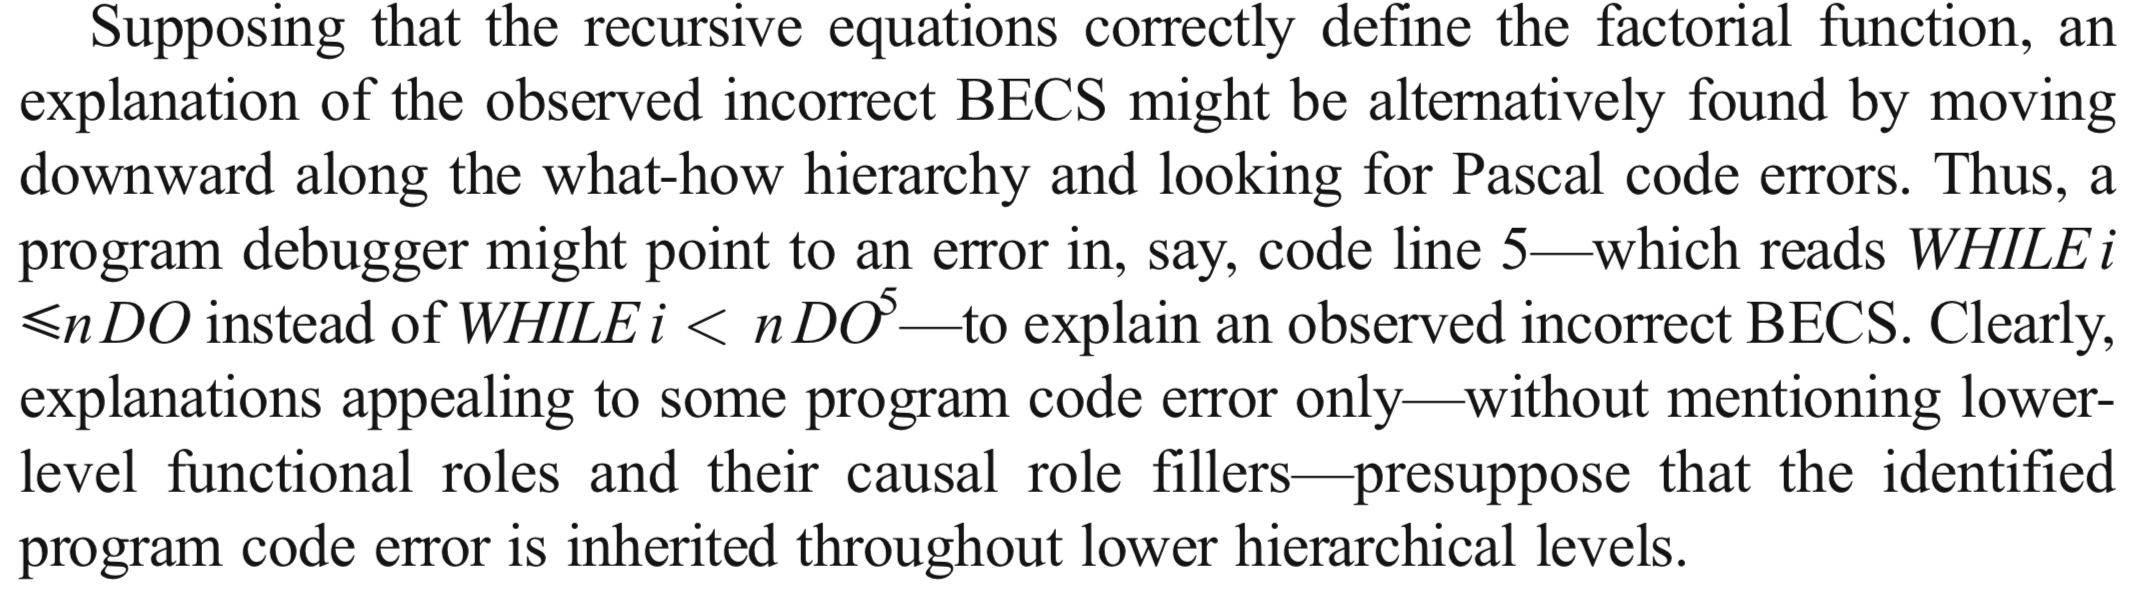 Supposing that the recursive equations correctly define the factorial function, an
explanation of the observed incorrect BECS might be alternatively found by moving
downward along the what-how hierarchy and looking for Pascal code errors. Thus, a
program debugger might point to an error in, say, code line 5—which reads WHILE i
⩽n DO instead of WHILE i < n DO⁵—to explain an observed incorrect BECS. Clearly,
explanations appealing to some program code error only—without mentioning lower-
level functional roles and their causal role fillers—presuppose that the identified
program code error is inherited throughout lower hierarchical levels.